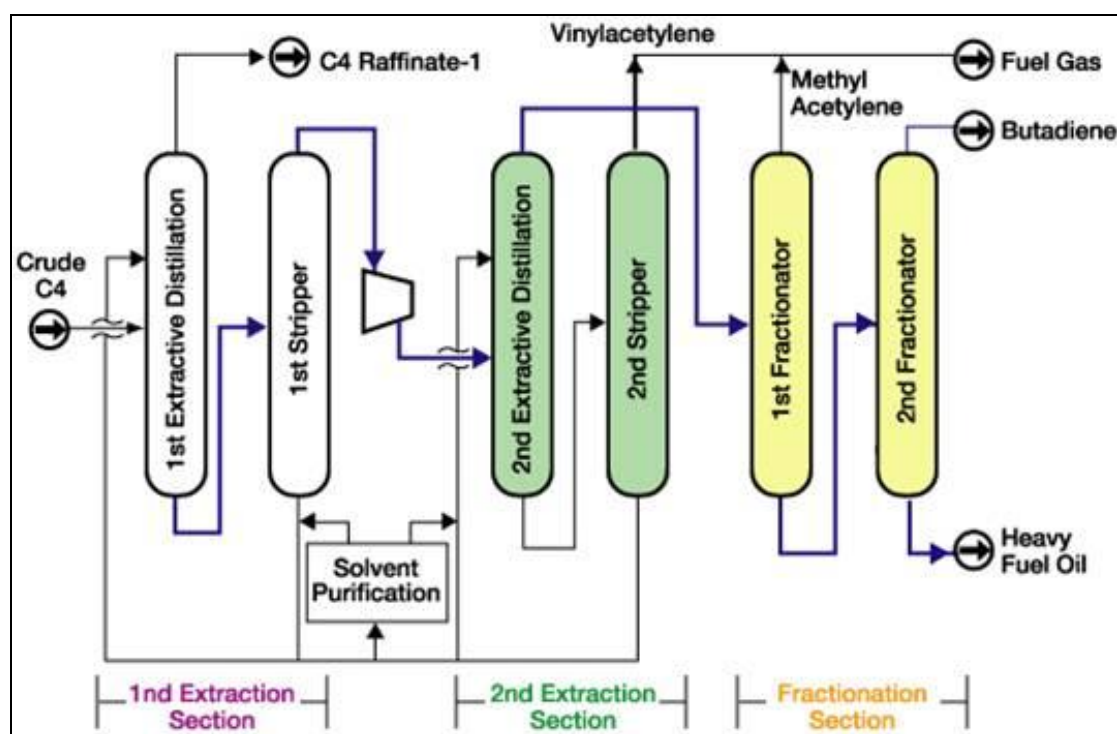 Vinylacetylene
C4 Raffinate-1
Fuel Gas
Methyl
Acetylene
Butadiene
Crude
C4
1st Extractive Distillation
1st Stripper
2nd Extractive Distillation
2nd Stripper
1st Fractionator
2nd Fractionator
Solvent
Purification
Heavy
Fuel Oil
1nd Extraction
Section
2nd Extraction
Section
Fractionation
Section